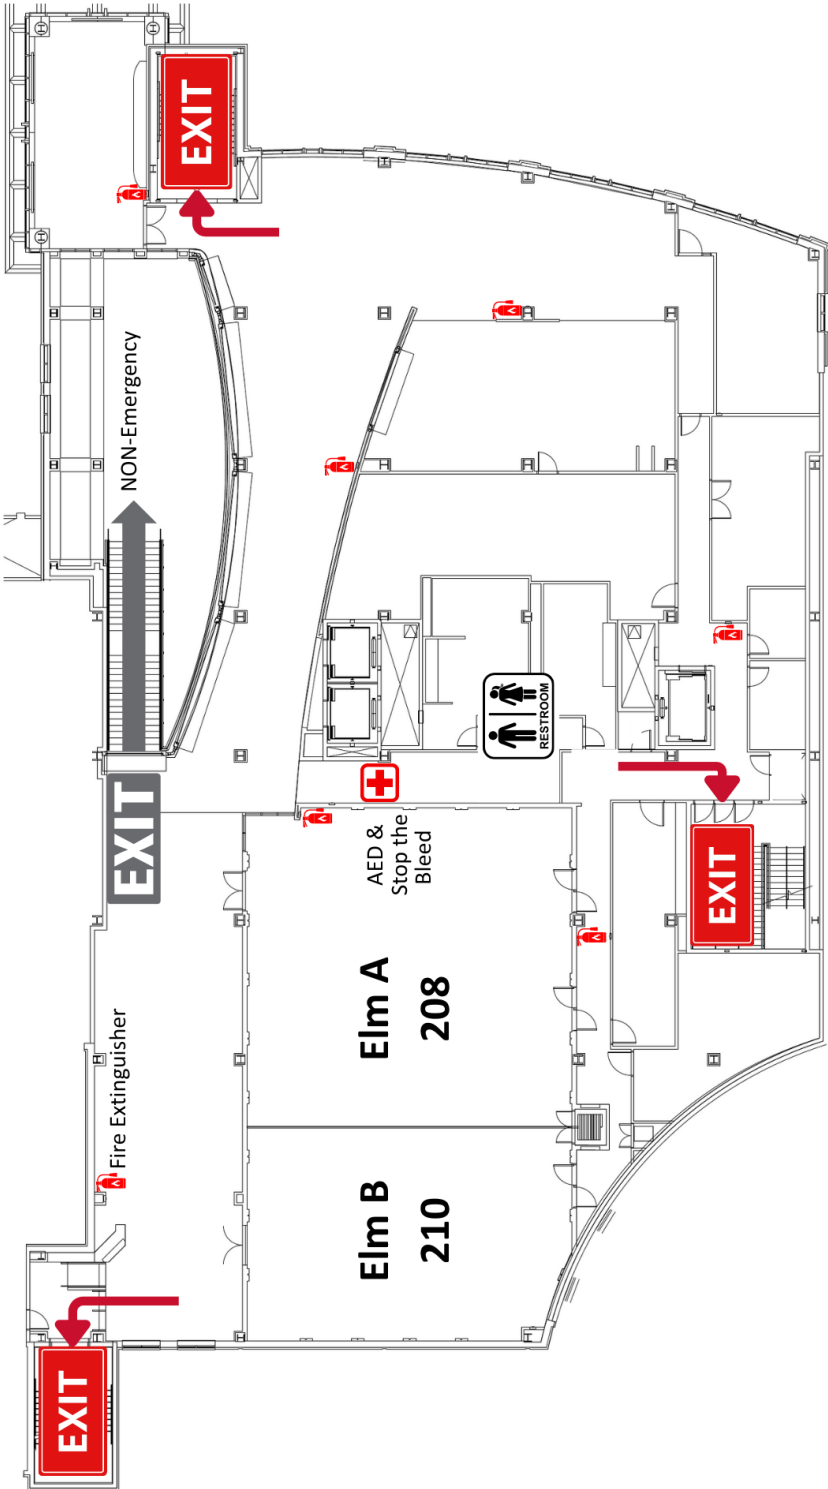 EXIT
NON-Emergency
EXIT
RESTROOM
AED &
Stop the
Bleed
EXIT
Elm A
208
Fire Extinguisher
Elm B
210
EXIT